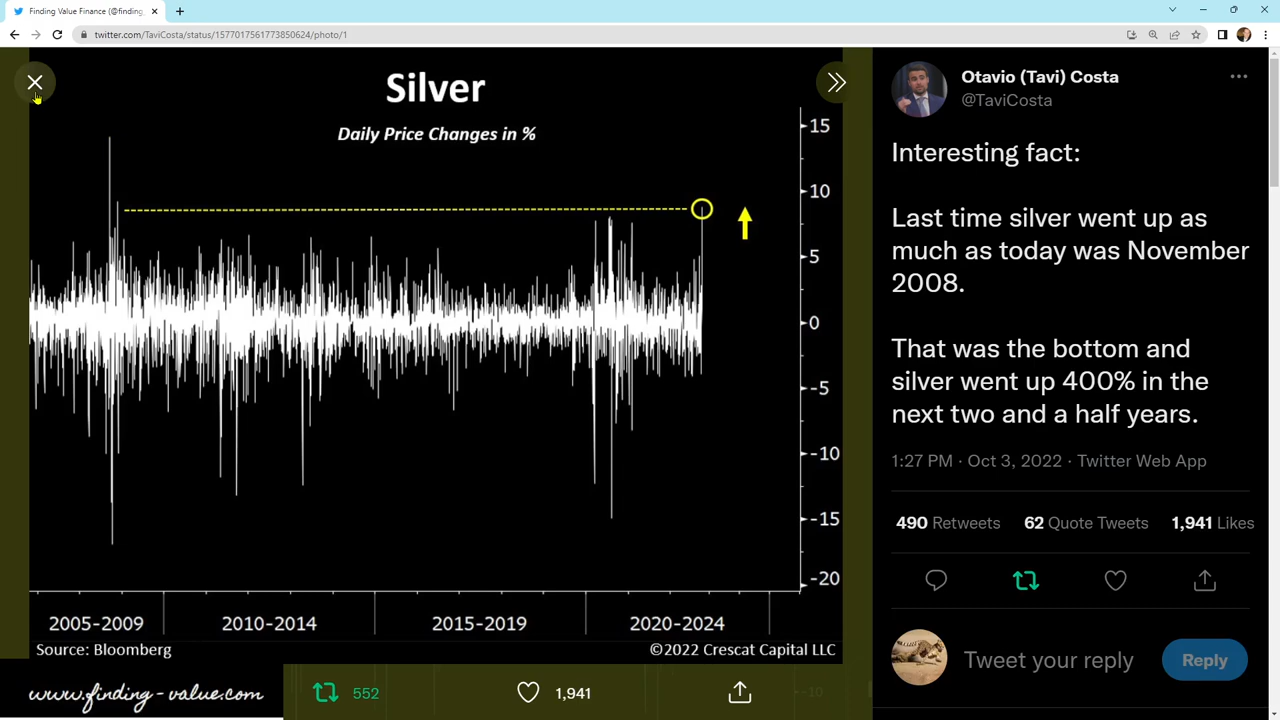 Finding Value Finance (@finding_
twitter.com/TaviCosta/status/1577017561773850624/photo/1
Silver
Daily Price Changes in %
15
10
5
0
-5
-10
-15
-20
2005-2009
2010-2014
2015-2019
2020-2024
Source: Bloomberg
©2022 Crescat Capital LLC
www.finding-value.com
552
1,941
-10
Otavio (Tavi) Costa
@TaviCosta
Interesting fact:
Last time silver went up as
much as today was November
2008.
That was the bottom and
silver went up 400% in the
next two and a half years.
1:27 PM · Oct 3, 2022 · Twitter Web App
490 Retweets 62 Quote Tweets 1,941 Likes
Tweet your reply
Reply